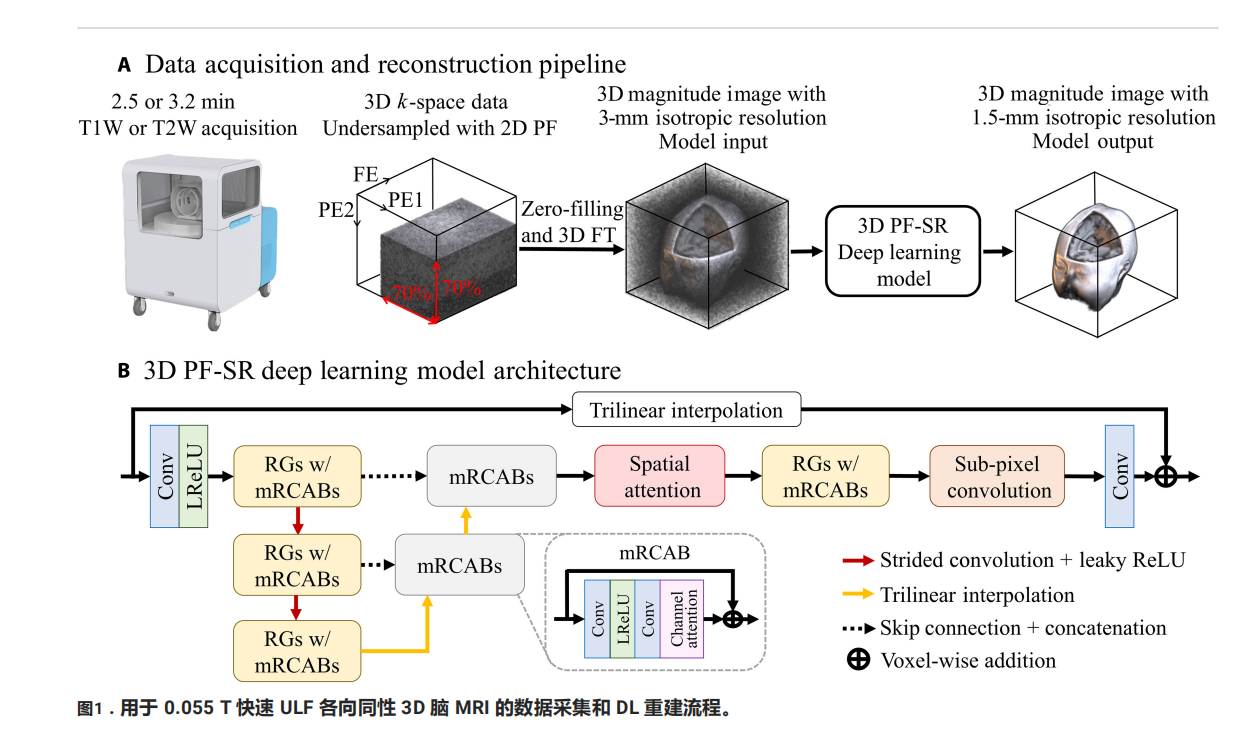 A Data acquisition and reconstruction pipeline
2.5 or 3.2 min
T1W or T2W acquisition
3D k-space data
Undersampled with 2D PF
3D magnitude image with
3-mm isotropic resolution
Model input
3D magnitude image with
1.5-mm isotropic resolution
Model output
FE
PE1
PE2
70%
70%
Zero-filling
and 3D FT
3D PF-SR
Deep learning
model
B 3D PF-SR deep learning model architecture
Trilinear interpolation
Conv
LReLU
RGs w/
mRCABs
mRCABs
Spatial
attention
RGs w/
mRCABs
Sub-pixel
convolution
Conv
RGs w/
mRCABs
mRCABs
RGs w/
mRCABs
mRCAB
Conv
LReLU
Conv
Channel
attention
Strided convolution + leaky ReLU
Trilinear interpolation
Skip connection + concatenation
Voxel-wise addition
图1．用于 0.055 T 快速 ULF 各向同性 3D 脑 MRI 的数据采集和 DL 重建流程。